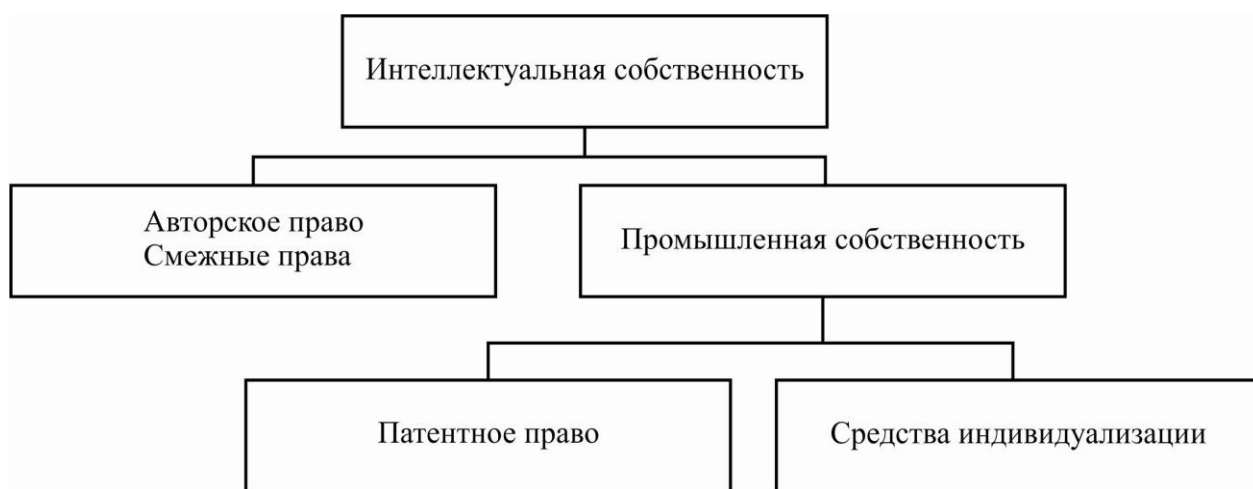 Интеллектуальная собственность
Авторское право
Смежные права
Промышленная собственность
Патентное право
Средства индивидуализации